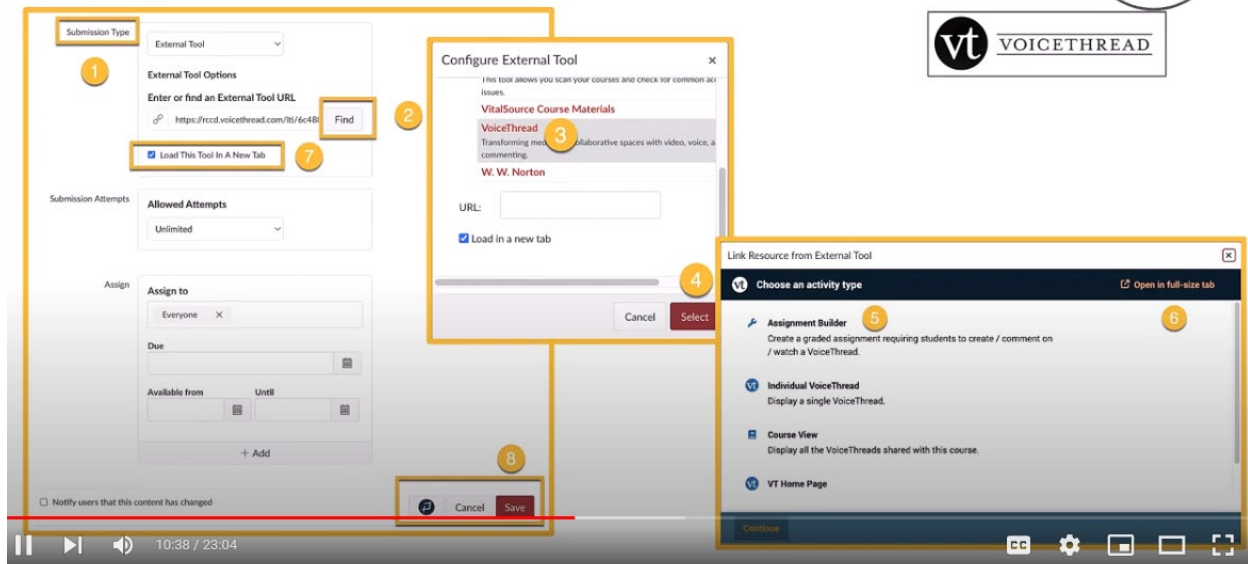 Submission Type
1
External Tool
External Tool Options
Enter or find an External Tool URL
https://rccd.voicethread.com/lti/6c48
Find
2
Load This Tool In A New Tab
7
Submission Attempts
Allowed Attempts
Unlimited
Assign
Assign to
Everyone X
Due
Available from Until
+ Add
8
Notify users that this content has changed
Cancel Save
Configure External Tool
This tool allows you scan your courses and check for common
issues.
VitalSource Course Materials
VoiceThread
3
Transforming collaborative spaces with video, voice, a
commenting.
W. W. Norton
URL:
Load in a new tab
4
Cancel Select
vt VOICETHREAD
Link Resource from External Tool
vt Choose an activity type Open in full-size tab
Assignment Builder 5 6
Create a graded assignment requiring students to create / comment on
/ watch a VoiceThread.
vt Individual VoiceThread
Display a single VoiceThread.
Course View
Display all the VoiceThreads shared with this course.
vt VT Home Page
Continue
10:38 / 23:04
CC